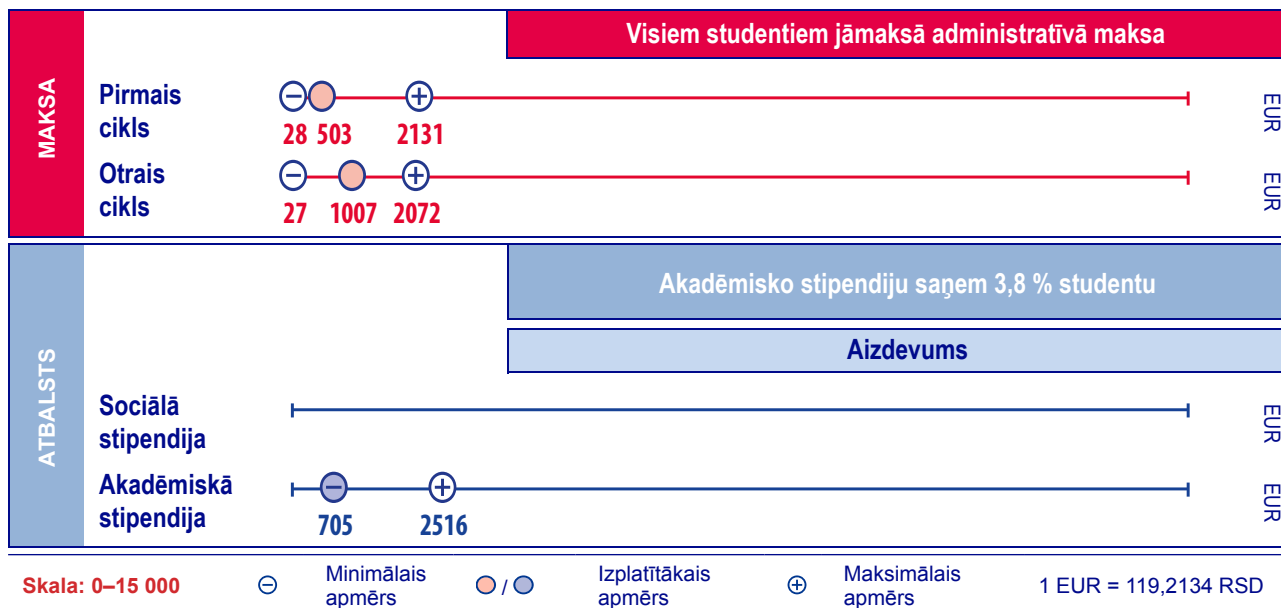 MAKSA
Visiem studentiem jāmaksā administratīvā maksa
Pirmais
cikls
28 503 2131
EUR
Otrais
cikls
27 1007 2072
EUR
ATBALSTS
Akadēmisko stipendiju saņem 3,8 % studentu
Aizdevums
Sociālā
stipendija
EUR
Akadēmiskā
stipendija
705 2516
EUR
Skala: 0–15 000
Minimālais
apmērs
/
Izplatītākais
apmērs
Maksimālais
apmērs
1 EUR = 119,2134 RSD